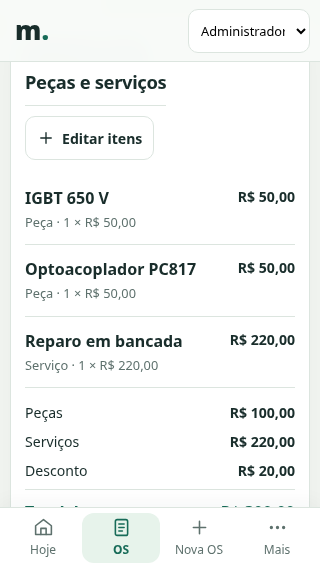 m.
Administrador
Peças e serviços
Editar itens
IGBT 650 V R$ 50,00
Peça · 1 × R$ 50,00
Optoacoplador PC817 R$ 50,00
Peça · 1 × R$ 50,00
Reparo em bancada R$ 220,00
Serviço · 1 × R$ 220,00
Peças R$ 100,00
Serviços R$ 220,00
Desconto R$ 20,00
Hoje OS Nova OS Mais